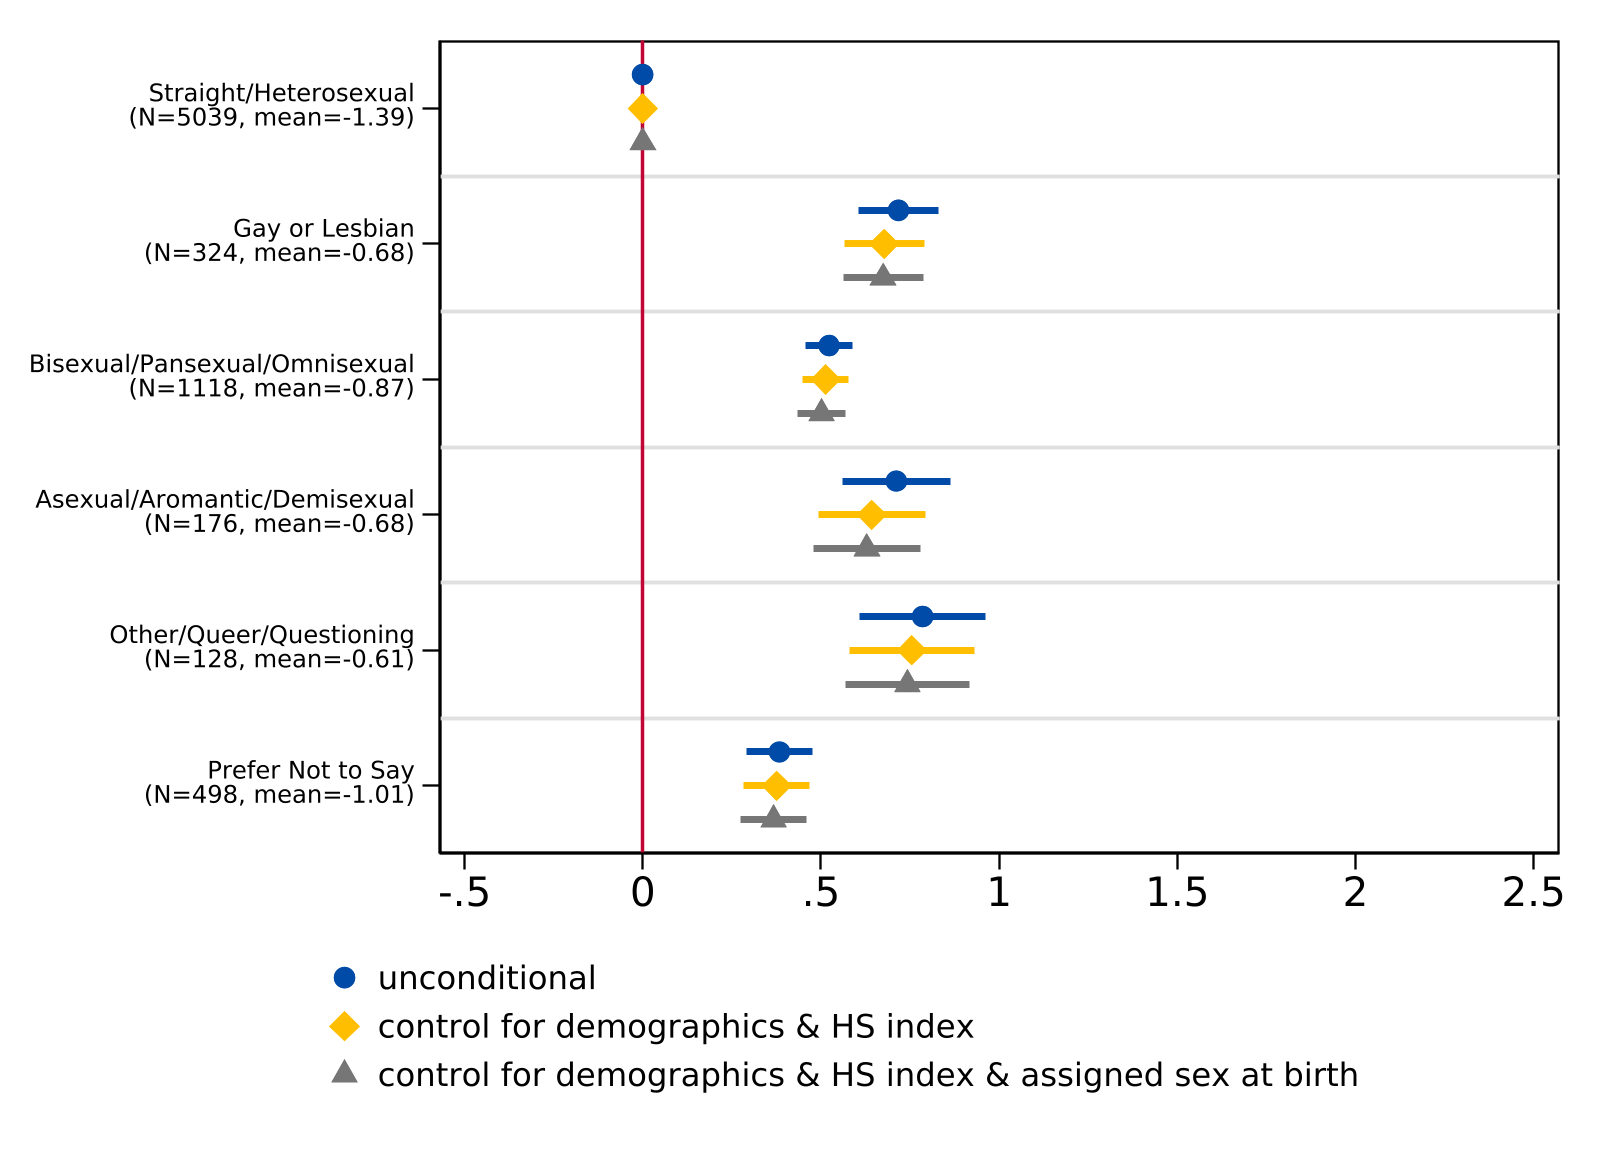 Straight/Heterosexual
(N=5039, mean=-1.39)
Gay or Lesbian
(N=324, mean=-0.68)
Bisexual/Pansexual/Omnisexual
(N=1118, mean=-0.87)
Asexual/Aromantic/Demisexual
(N=176, mean=-0.68)
Other/Queer/Questioning
(N=128, mean=-0.61)
Prefer Not to Say
(N=498, mean=-1.01)
-.5 0 .5 1 1.5 2 2.5
unconditional
control for demographics & HS index
control for demographics & HS index & assigned sex at birth